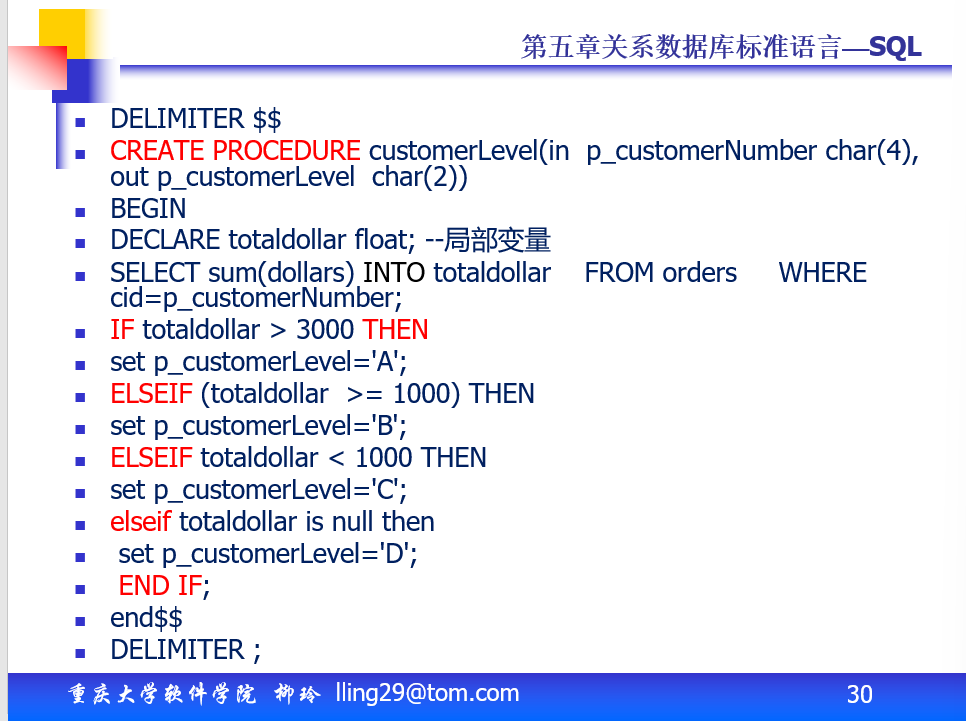 第五章关系数据库标准语言—SQL
DELIMITER $$
CREATE PROCEDURE customerLevel(in  p_customerNumber char(4),
out p_customerLevel  char(2))
BEGIN
DECLARE totaldollar float; --局部变量
SELECT sum(dollars) INTO totaldollar     FROM orders      WHERE
cid=p_customerNumber;
IF totaldollar > 3000 THEN
set p_customerLevel='A';
ELSEIF (totaldollar  >= 1000) THEN
set p_customerLevel='B';
ELSEIF totaldollar < 1000 THEN
set p_customerLevel='C';
elseif totaldollar is null then
set p_customerLevel='D';
END IF;
end$$
DELIMITER ;
重庆大学软件学院  柳玲  lling29@tom.com
30